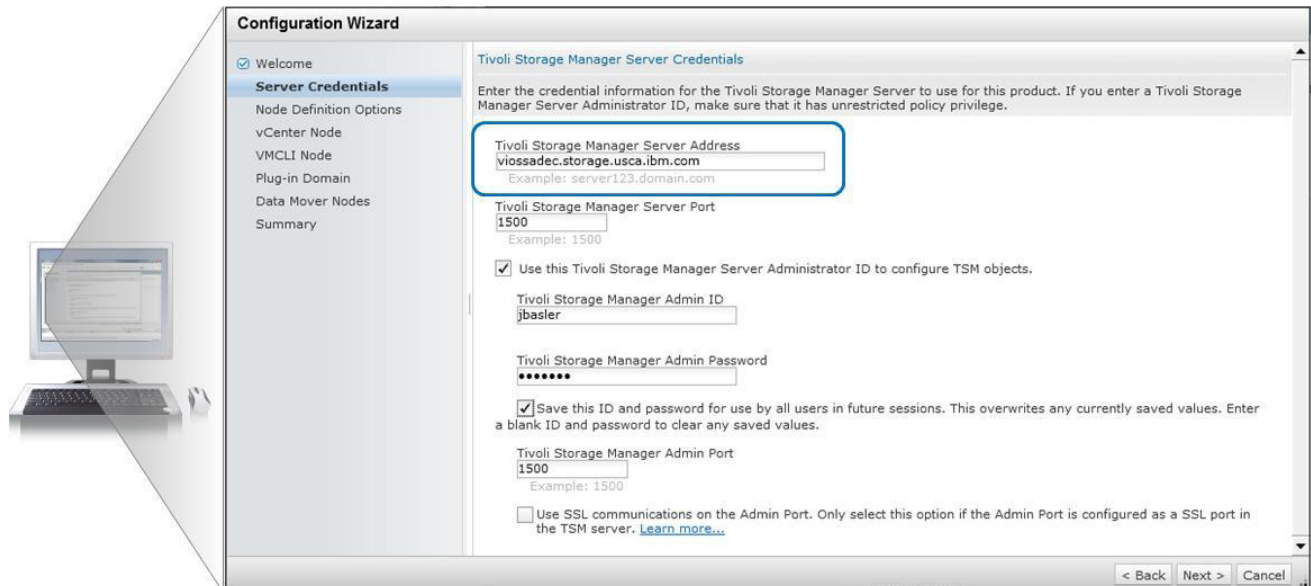 Configuration Wizard
Welcome
Server Credentials
Node Definition Options
vCenter Node
VMCLI Node
Plug-in Domain
Data Mover Nodes
Summary
Tivoli Storage Manager Server Credentials
Enter the credential information for the Tivoli Storage Manager Server to use for this product. If you enter a Tivoli Storage
Manager Server Administrator ID, make sure that it has unrestricted policy privilege.
Tivoli Storage Manager Server Address
viossadec.storage.usca.ibm.com
Example: server123.domain.com
Tivoli Storage Manager Server Port
1500
Example: 1500
Use this Tivoli Storage Manager Server Administrator ID to configure TSM objects.
Tivoli Storage Manager Admin ID
jbasler
Tivoli Storage Manager Admin Password
•••••••
Save this ID and password for use by all users in future sessions. This overwrites any currently saved values. Enter
a blank ID and password to clear any saved values.
Tivoli Storage Manager Admin Port
1500
Example: 1500
Use SSL communications on the Admin Port. Only select this option if the Admin Port is configured as a SSL port in
the TSM server. Learn more...
< Back Next > Cancel